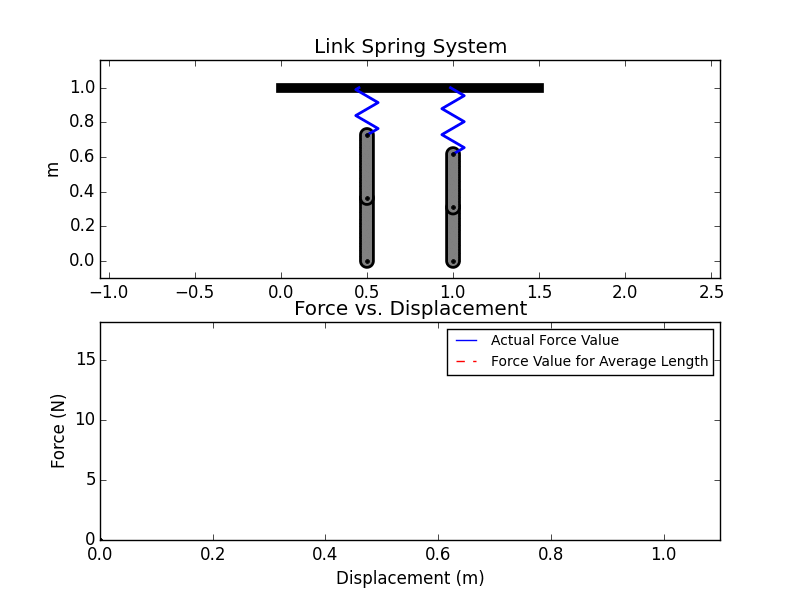 Link Spring System
1.0
0.8
0.6
0.4
0.2
0.0
m
−1.0 −0.5 0.0 0.5 1.0 1.5 2.0 2.5
Force vs. Displacement
Actual Force Value
Force Value for Average Length
15
10
5
0
Force (N)
0.0 0.2 0.4 0.6 0.8 1.0
Displacement (m)